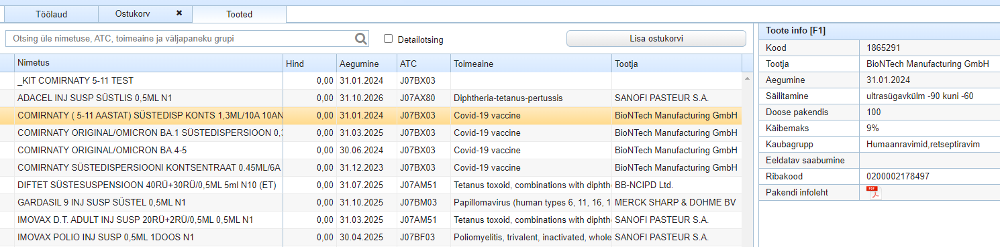 Töölaud Ostukorv ✖ Tooted
Otsing üle nimetuse, ATC, toimeaine ja väljapaneku grupi Detailotsing Lisa ostukorvi
Nimetus Hind Aegumine ATC Toimeaine Tootja
_KIT COMIRNATY 5-11 TEST 0,00 31.01.2024 J07BX03
ADACEL INJ SUSP SÜSTLIS 0,5ML N1 0,00 31.10.2026 J07AX80 Diphtheria-tetanus-pertussis SANOFI PASTEUR S.A.
COMIRNATY ( 5-11 AASTAT) SÜSTEDISP KONTS 1,3ML/10A 10AN 0,00 31.01.2024 J07BX03 Covid-19 vaccine BioNTech Manufacturing GmbH
COMIRNATY ORIGINAL/OMICRON BA.1 SÜSTEDISPERSIOON 0,3 0,00 31.03.2025 J07BX03 Covid-19 vaccine BioNTech Manufacturing GmbH
COMIRNATY ORIGINAL/OMICRON BA.4-5 0,00 30.06.2024 J07BX03 Covid-19 vaccine BioNTech Manufacturing GmbH
COMIRNATY SÜSTEDISPERSIOONI KONTSENTRAAT 0.45ML/6A 0,00 31.12.2023 J07BX03 Covid-19 vaccine BioNTech Manufacturing GmbH
DIFTET SÜSTESUSPENSIOON 40RÜ+30RÜ/0,5ML 5ml N10 (ET) 0,00 31.07.2025 J07AM51 Tetanus toxoid, combinations with diphthe BB-NCIPD Ltd.
GARDASIL 9 INJ SUSP SÜSTEL 0,5ML N1 0,00 31.10.2025 J07BM03 Papillomavirus (human types 6, 11, 16, 1 MERCK SHARP & DOHME BV
IMOVAX D.T. ADULT INJ SUSP 20RÜ+2RÜ/0,5ML 0,5ML N1 0,00 31.03.2025 J07AM51 Tetanus toxoid, combinations with diphthe SANOFI PASTEUR S.A.
IMOVAX POLIO INJ SUSP 0,5ML 1DOOS N1 0,00 30.04.2025 J07BF03 Poliomyelitis, trivalent, inactivated, whole SANOFI PASTEUR S.A.
Toote info [F1]
Kood 1865291
Tootja BioNTech Manufacturing GmbH
Aegumine 31.01.2024
Säilitamine ultrasügavkülm -90 kuni -60
Doose pakendis 100
Käibemaks 9%
Kaubagrupp Humaanravimid,retseptiravim
Eeldatav saabumine
Ribakood 0200002178497
Pakendi infoleht PDF